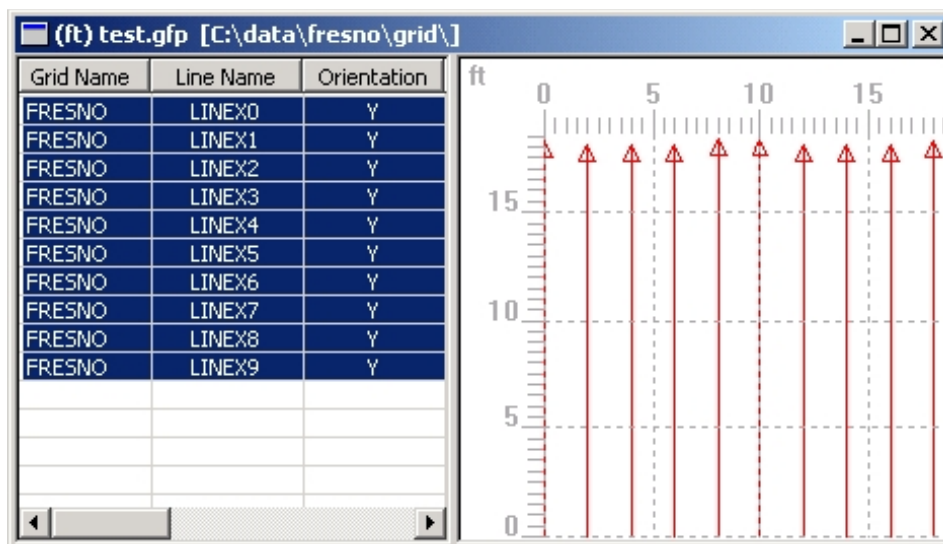 (ft) test.gfp [C:\data\fresno\grid\]
Grid Name Line Name Orientation
FRESNO LINEX0 Y
FRESNO LINEX1 Y
FRESNO LINEX2 Y
FRESNO LINEX3 Y
FRESNO LINEX4 Y
FRESNO LINEX5 Y
FRESNO LINEX6 Y
FRESNO LINEX7 Y
FRESNO LINEX8 Y
FRESNO LINEX9 Y
ft
0 5 10 15
15
10
5
0